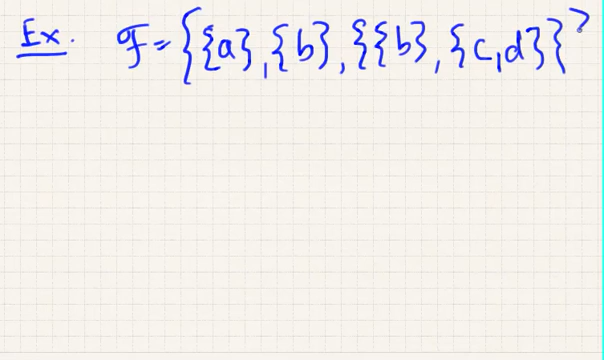 Ex. ℱ = {{a}, {b}, {{b}, {c, d}}}